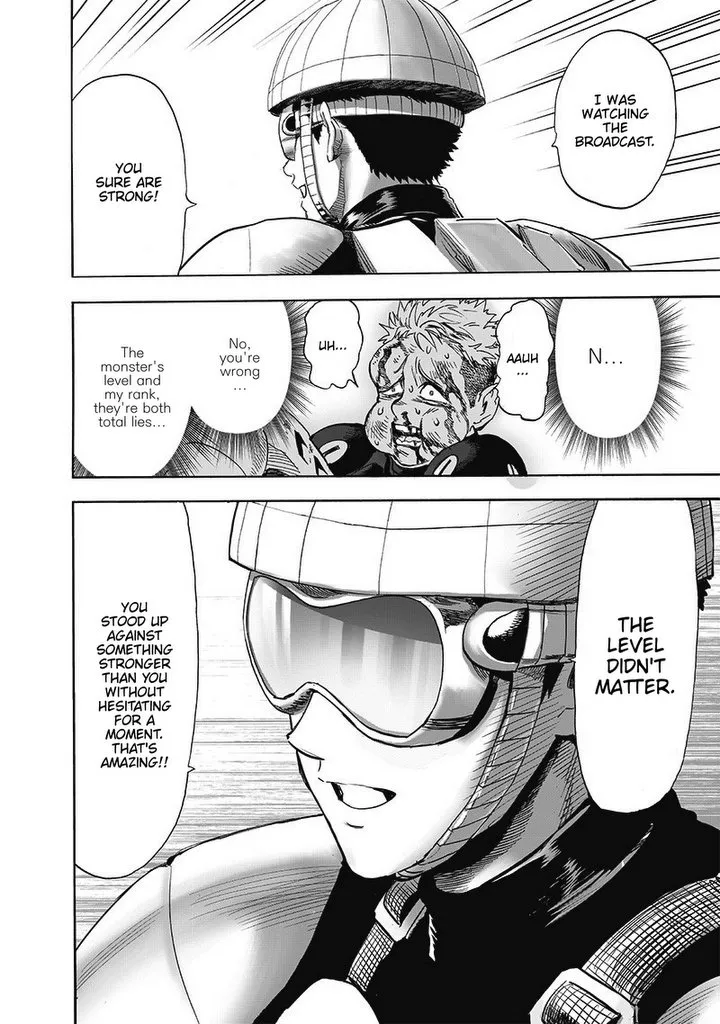 I WAS
WATCHING
THE
BROADCAST.
YOU
SURE ARE
STRONG!
N...
AAUH
...
UH...
No,
you're
wrong
...
The
monster's
level and
my rank,
they're both
total lies...
THE
LEVEL
DIDN'T
MATTER.
YOU
STOOD UP
AGAINST
SOMETHING
STRONGER
THAN YOU
WITHOUT
HESITATING
FOR A
MOMENT.
THAT'S
AMAZING!!